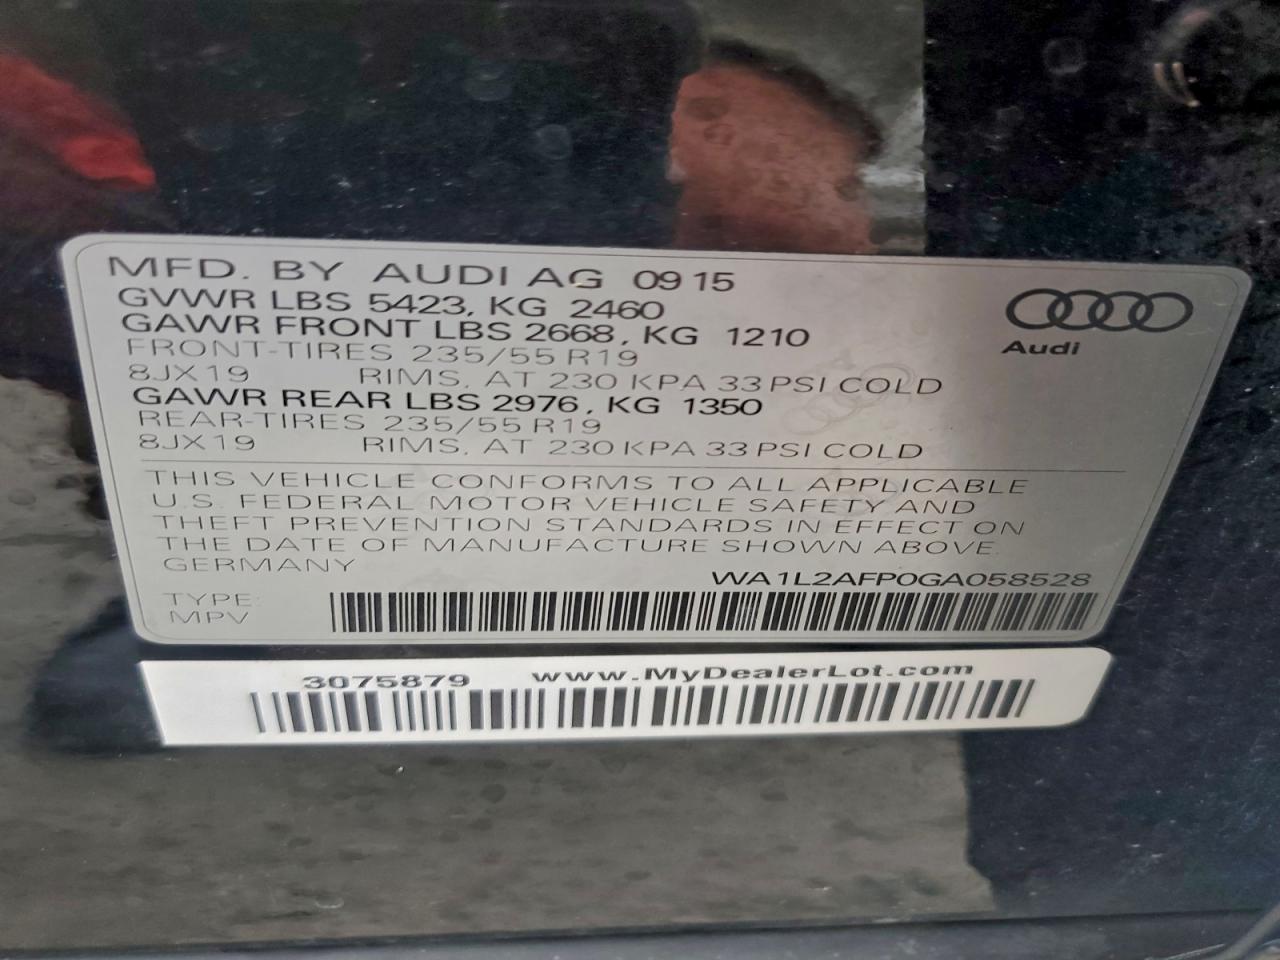 MFD. BY AUDI AG 09 15
GVWR LBS 5423, KG 2460
GAWR FRONT LBS 2668, KG 1210
FRONT-TIRES 235/55 R19
8JX19 RIMS, AT 230 KPA 33 PSI COLD
GAWR REAR LBS 2976, KG 1350
REAR-TIRES 235/55 R19
8JX19 RIMS, AT 230 KPA 33 PSI COLD
Audi
THIS VEHICLE CONFORMS TO ALL APPLICABLE
U.S. FEDERAL MOTOR VEHICLE SAFETY AND
THEFT PREVENTION STANDARDS IN EFFECT ON
THE DATE OF MANUFACTURE SHOWN ABOVE.
GERMANY
WA1L2AFP0GA058528
TYPE:
MPV
3075879 www.MyDealerLot.com